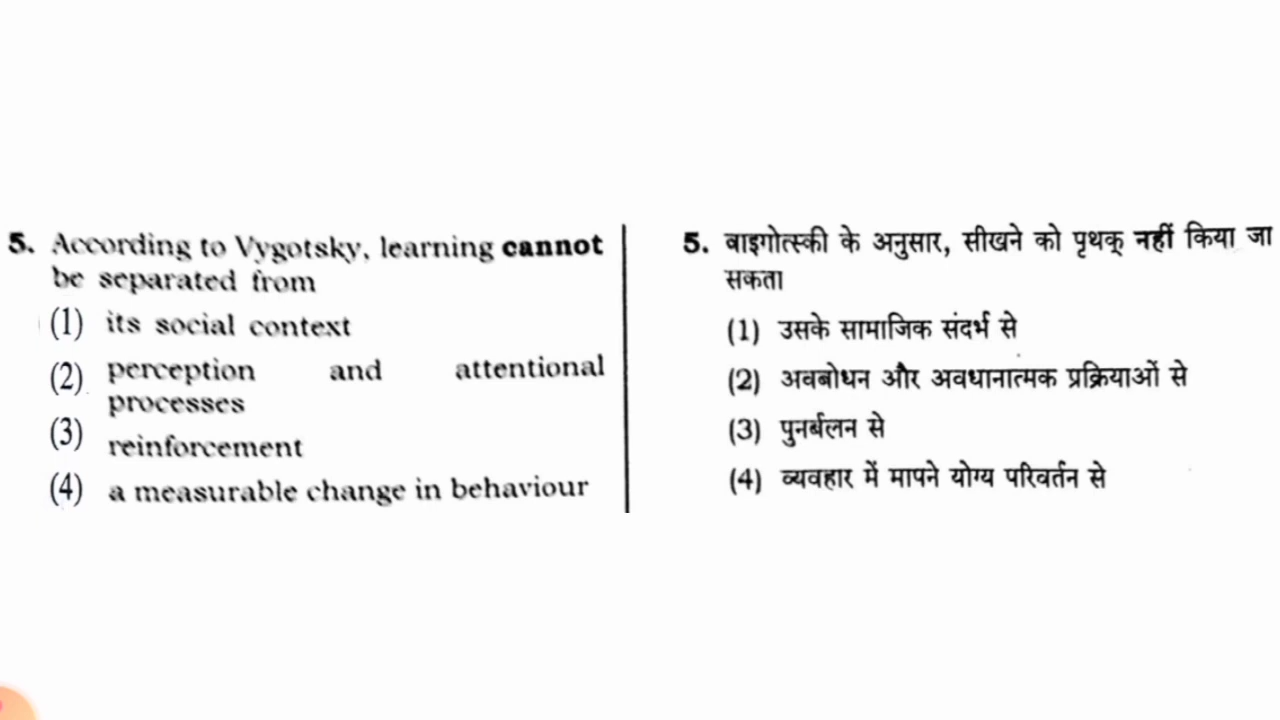 5. According to Vygotsky, learning cannot
be separated from
(1) its social context
(2) perception and attentional
processes
(3) reinforcement
(4) a measurable change in behaviour
5. वाइगोत्स्की के अनुसार, सीखने को पृथक् नहीं किया जा
सकता
(1) उसके सामाजिक संदर्भ से
(2) अवबोधन और अवधानात्मक प्रक्रियाओं से
(3) पुनर्बलन से
(4) व्यवहार में मापने योग्य परिवर्तन से